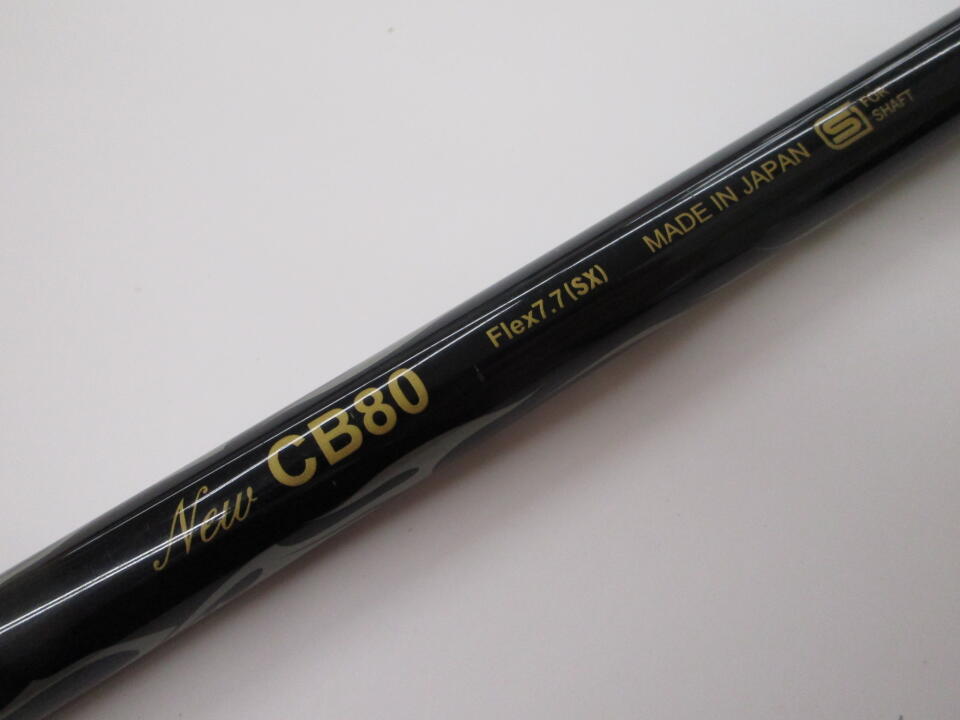 New CB80 Flex7.7(SX) MADE IN JAPAN S FOR
SHAFT